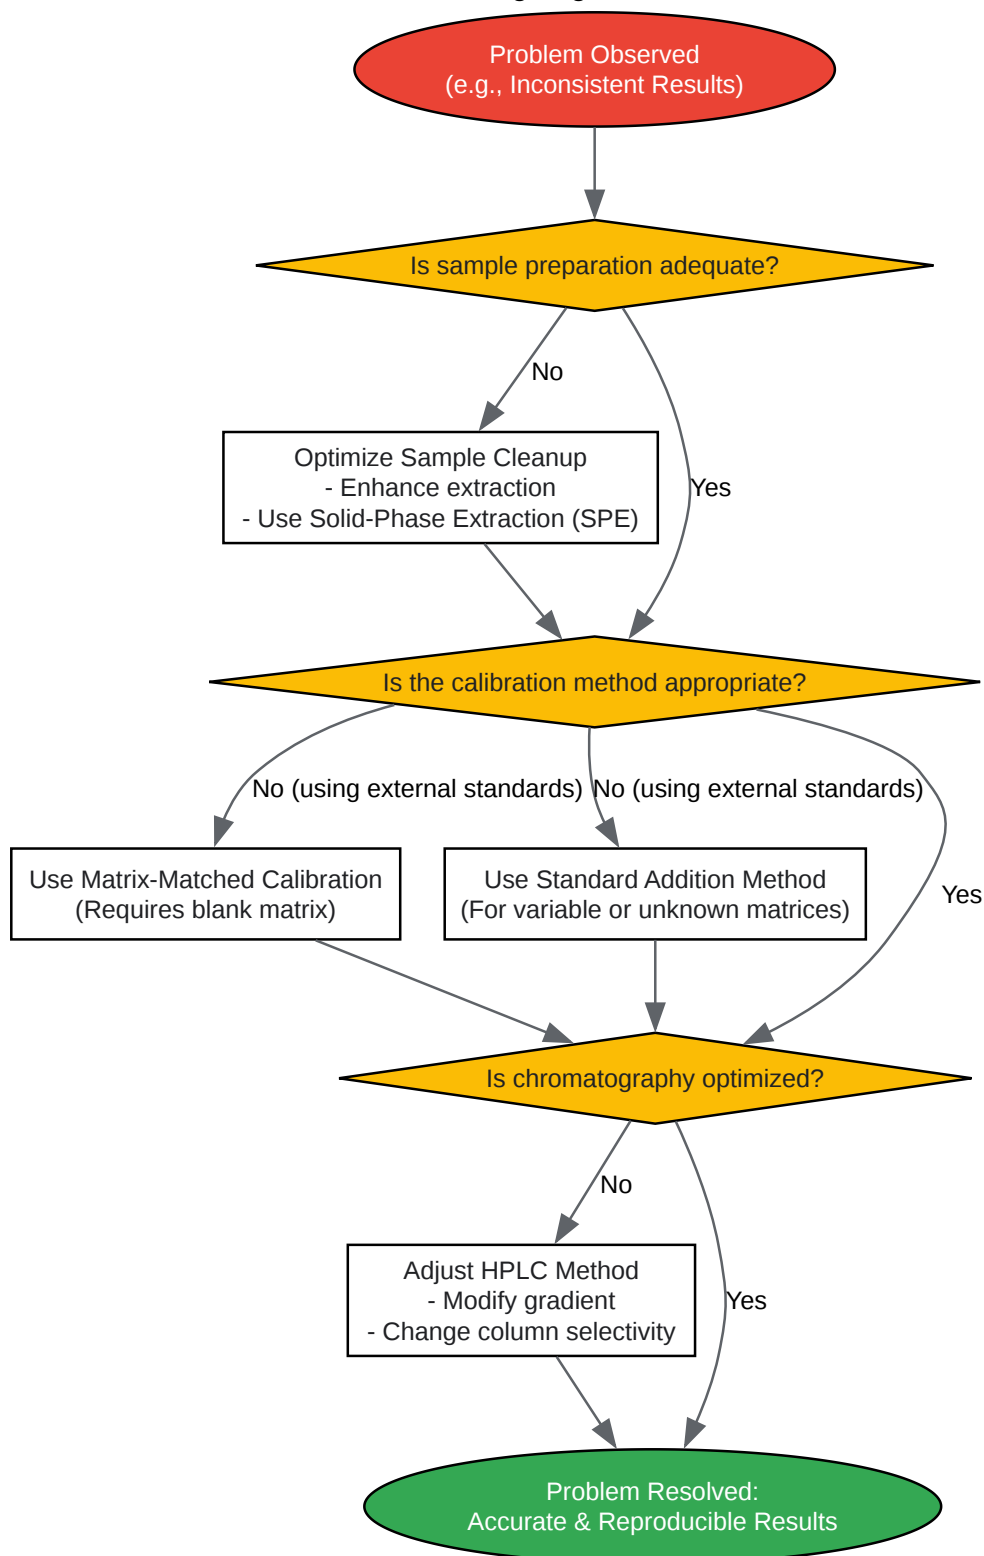 Problem Observed
(e.g., Inconsistent Results)
Is sample preparation adequate?
No
Optimize Sample Cleanup
- Enhance extraction
- Use Solid-Phase Extraction (SPE)
Yes
Is the calibration method appropriate?
No (using external standards)
No (using external standards)
Use Matrix-Matched Calibration
(Requires blank matrix)
Use Standard Addition Method
(For variable or unknown matrices)
Yes
Is chromatography optimized?
No
Adjust HPLC Method
- Modify gradient
- Change column selectivity
Yes
Problem Resolved:
Accurate & Reproducible Results